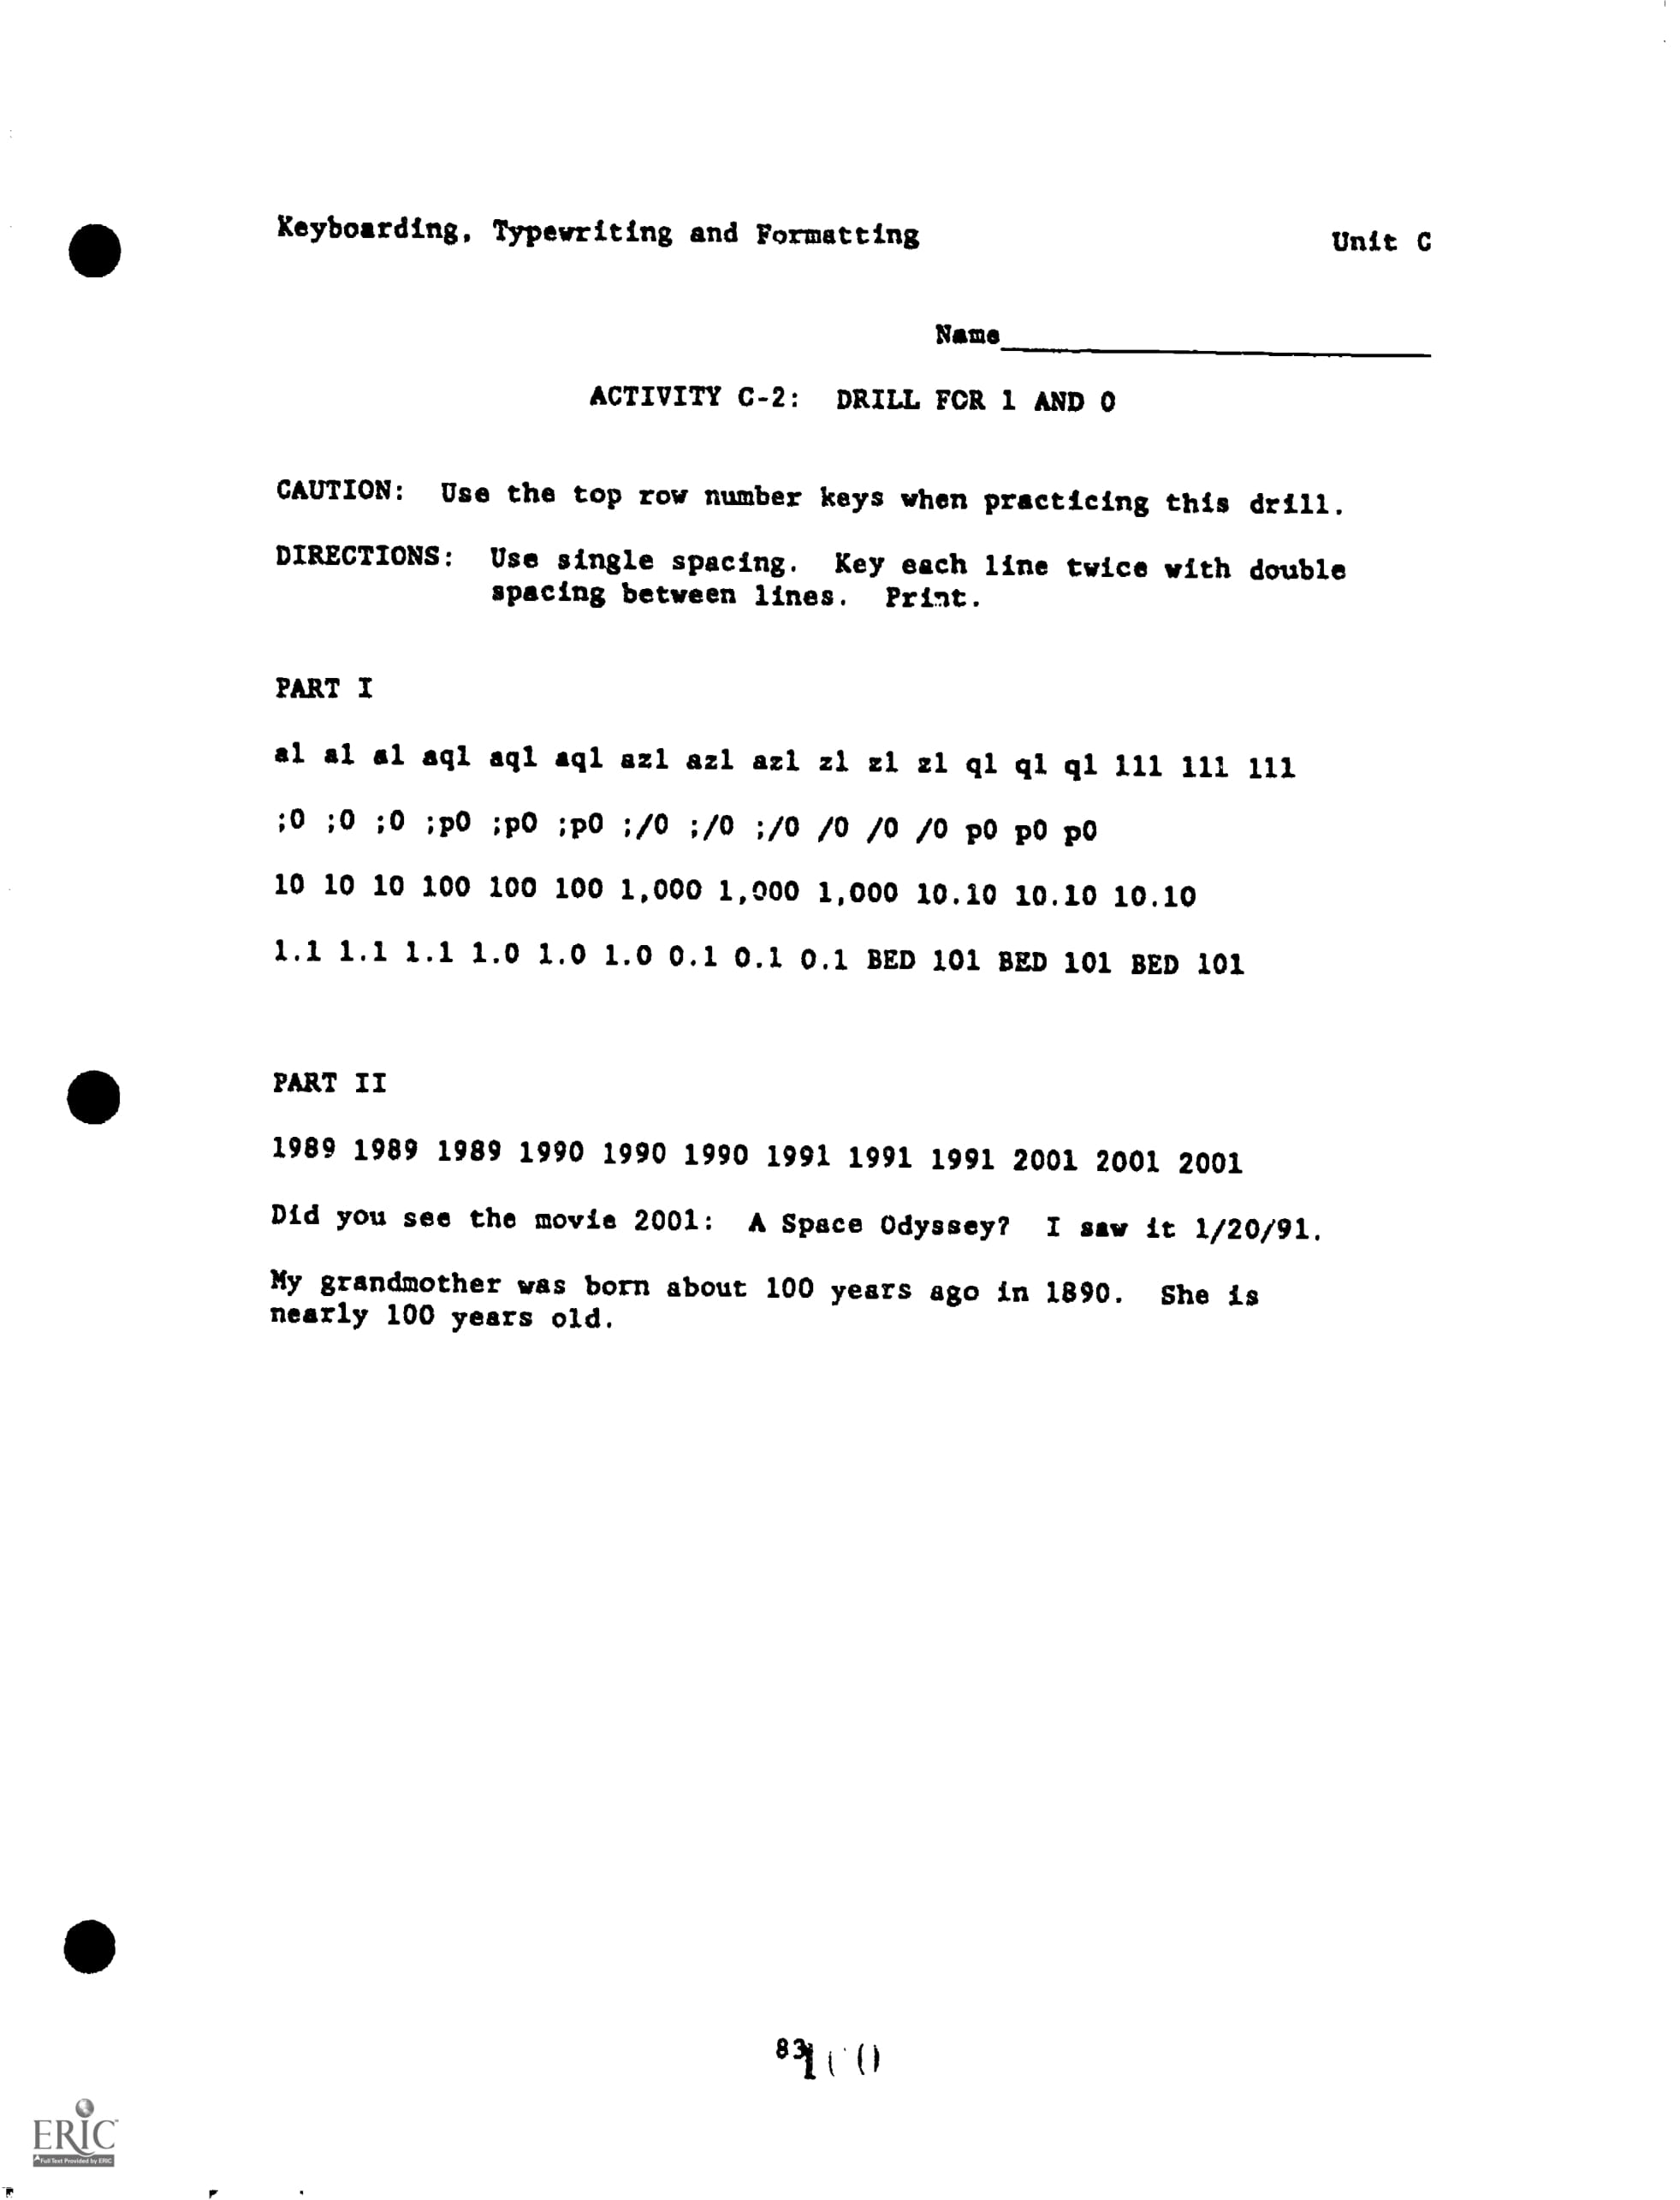 Keyboarding, Typewriting and Formatting
Unit C
Name
ACTIVITY C-2: DRILL FOR 1 AND 0
CAUTION: Use the top row number keys when practicing this drill.
DIRECTIONS: Use single spacing. Key each line twice with double
spacing between lines. Print.
PART I
a1 a1 a1 aq1 aq1 aq1 az1 az1 az1 z1 z1 z1 q1 q1 q1 111 111 111
;0 ;0 ;0 ;p0 ;p0 ;p0 ;/0 ;/0 ;/0 /0 /0 /0 p0 p0 p0
10 10 10 100 100 100 1,000 1,000 1,000 10.10 10.10 10.10
1.1 1.1 1.1 1.0 1.0 1.0 0.1 0.1 0.1 BED 101 BED 101 BED 101
PART II
1989 1989 1989 1990 1990 1990 1991 1991 1991 2001 2001 2001
Did you see the movie 2001: A Space Odyssey? I saw it 1/20/91.
My grandmother was born about 100 years ago in 1890. She is
nearly 100 years old.
83
ERIC
Full Text Provided by ERIC